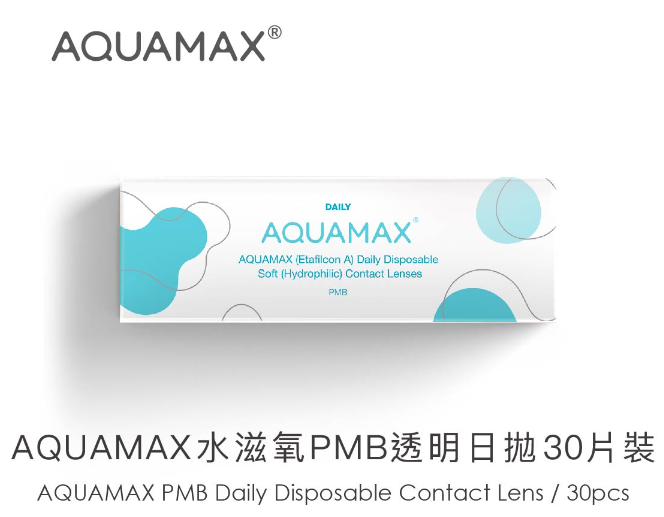 AQUAMAX®
DAILY
AQUAMAX®
AQUAMAX (Etafilcon A) Daily Disposable
Soft (Hydrophilic) Contact Lenses
PMB
AQUAMAX水滋氧PMB透明日拋30片裝
AQUAMAX PMB Daily Disposable Contact Lens / 30pcs